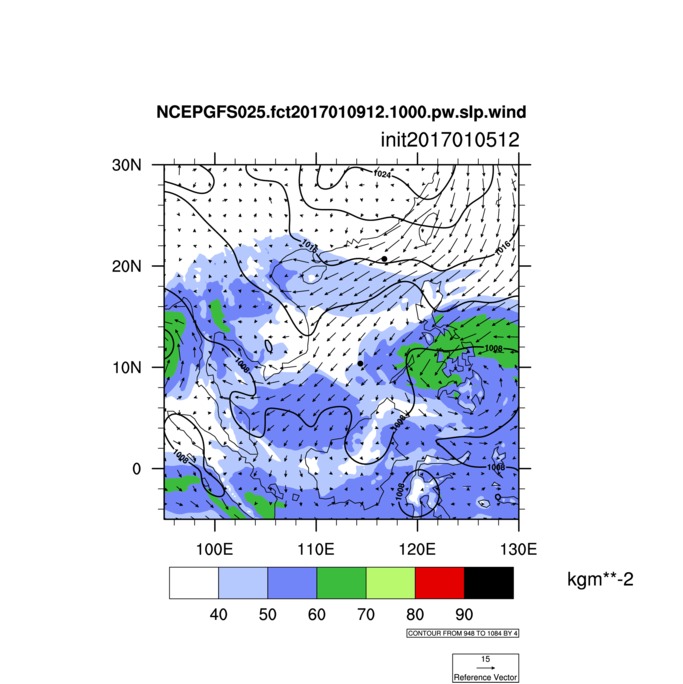 NCEPGFS025.fct2017010912.1000.pw.slp.wind
init2017010512
30N
1024
1016
1016
20N
1008
1008
10N
1008
1008
1008
0
1008
100E
110E
120E
130E
kgm**-2
40
50
60
70
80
90
CONTOUR FROM 948 TO 1084 BY 4
15
Reference Vector